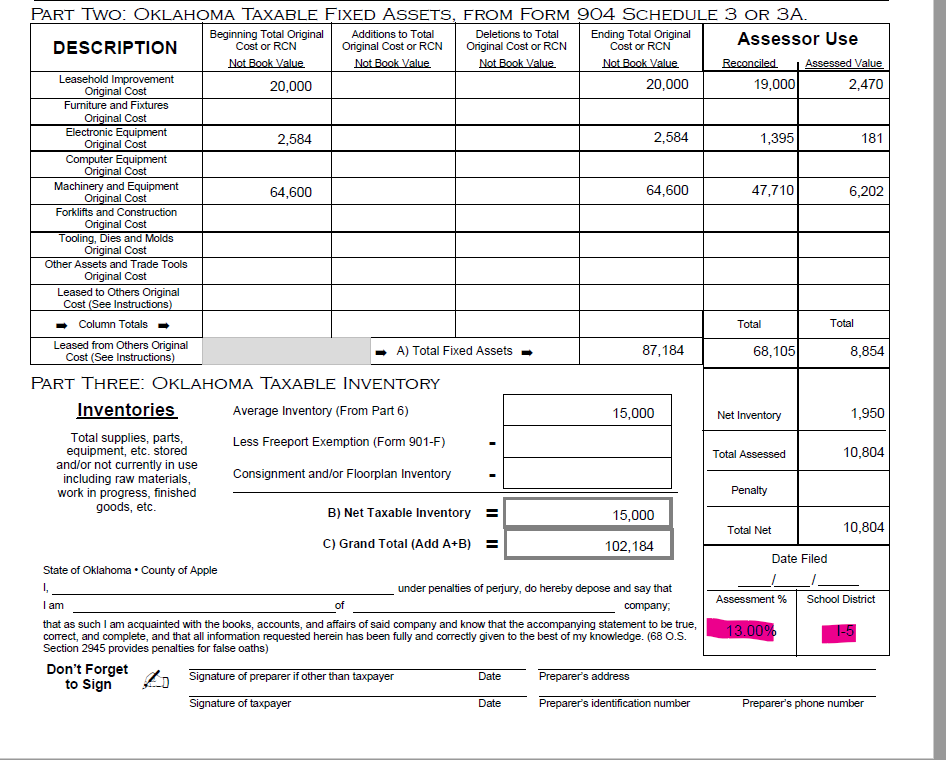 PART TWO: OKLAHOMA TAXABLE FIXED ASSETS, FROM FORM 904 SCHEDULE 3 OR 3A.
DESCRIPTION
Beginning Total Original Cost or RCN Not Book Value
Additions to Total Original Cost or RCN Not Book Value
Deletions to Total Original Cost or RCN Not Book Value
Ending Total Original Cost or RCN Not Book Value
Assessor Use
Reconciled Assessed Value
Leasehold Improvement Original Cost 20,000 20,000 19,000 2,470
Furniture and Fixtures Original Cost
Electronic Equipment Original Cost 2,584 2,584 1,395 181
Computer Equipment Original Cost
Machinery and Equipment Original Cost 64,600 64,600 47,710 6,202
Forklifts and Construction Original Cost
Tooling, Dies and Molds Original Cost
Other Assets and Trade Tools Original Cost
Leased to Others Original Cost (See Instructions)
➡ Column Totals ➡ Total Total
Leased from Others Original Cost (See Instructions) ➡ A) Total Fixed Assets ➡ 87,184 68,105 8,854
PART THREE: OKLAHOMA TAXABLE INVENTORY
Inventories
Total supplies, parts,
equipment, etc. stored
and/or not currently in use
including raw materials,
work in progress, finished
goods, etc.
Average Inventory (From Part 6) 15,000
Less Freeport Exemption (Form 901-F) -
Consignment and/or Floorplan Inventory -
B) Net Taxable Inventory = 15,000
C) Grand Total (Add A+B) = 102,184
Net Inventory 1,950
Total Assessed 10,804
Penalty
Total Net 10,804
Date Filed
/ /
Assessment % School District
13.00% I-5
State of Oklahoma • County of Apple
I, under penalties of perjury, do hereby depose and say that
I am of company;
that as such I am acquainted with the books, accounts, and affairs of said company and know that the accompanying statement to be true,
correct, and complete, and that all information requested herein has been fully and correctly given to the best of my knowledge. (68 O.S.
Section 2945 provides penalties for false oaths)
Don't Forget
to Sign
Signature of preparer if other than taxpayer Date Preparer's address
Signature of taxpayer Date Preparer's identification number Preparer's phone number